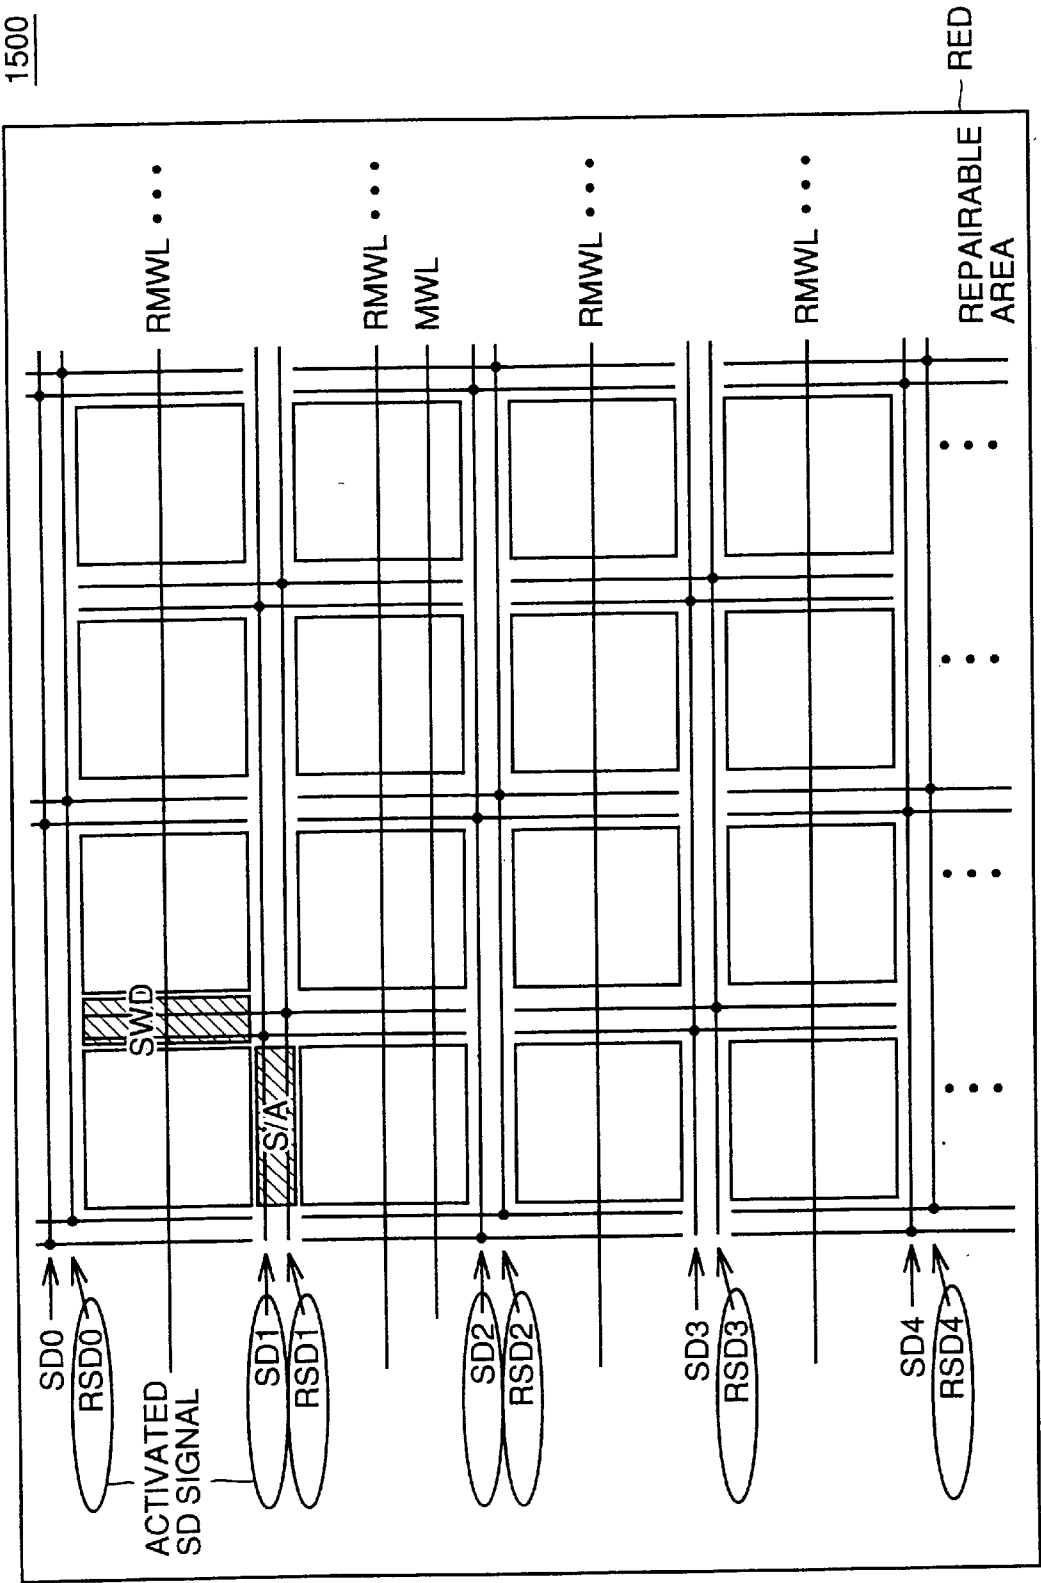 1500
RED
REPAIRABLE
AREA
RMWL
RMWL
MWL
RMWL
RMWL
SWD
S/A
SD0
RSD0
SD1
RSD1
SD2
RSD2
SD3
RSD3
SD4
RSD4
ACTIVATED
SD SIGNAL